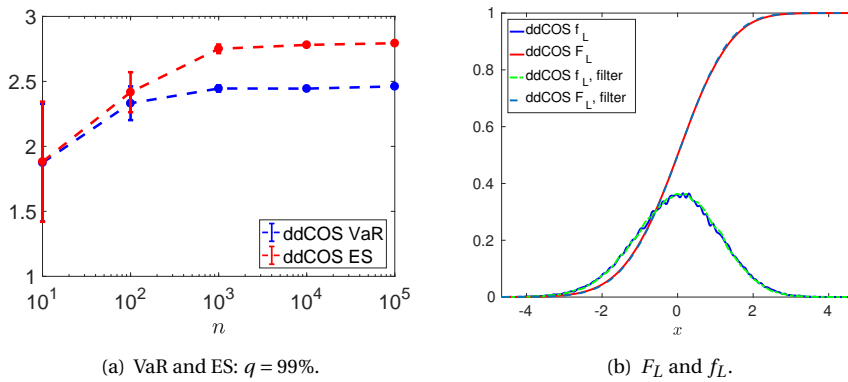 3
2.5
2
1.5
1
10^1
10^2
10^3
10^4
10^5
n
ddCOS VaR
ddCOS ES
(a) VaR and ES: q = 99%.
1
0.8
0.6
0.4
0.2
0
-4
-2
0
2
4
x
ddCOS f_L
ddCOS F_L
ddCOS f_L, filter
ddCOS F_L, filter
(b) F_L and f_L.